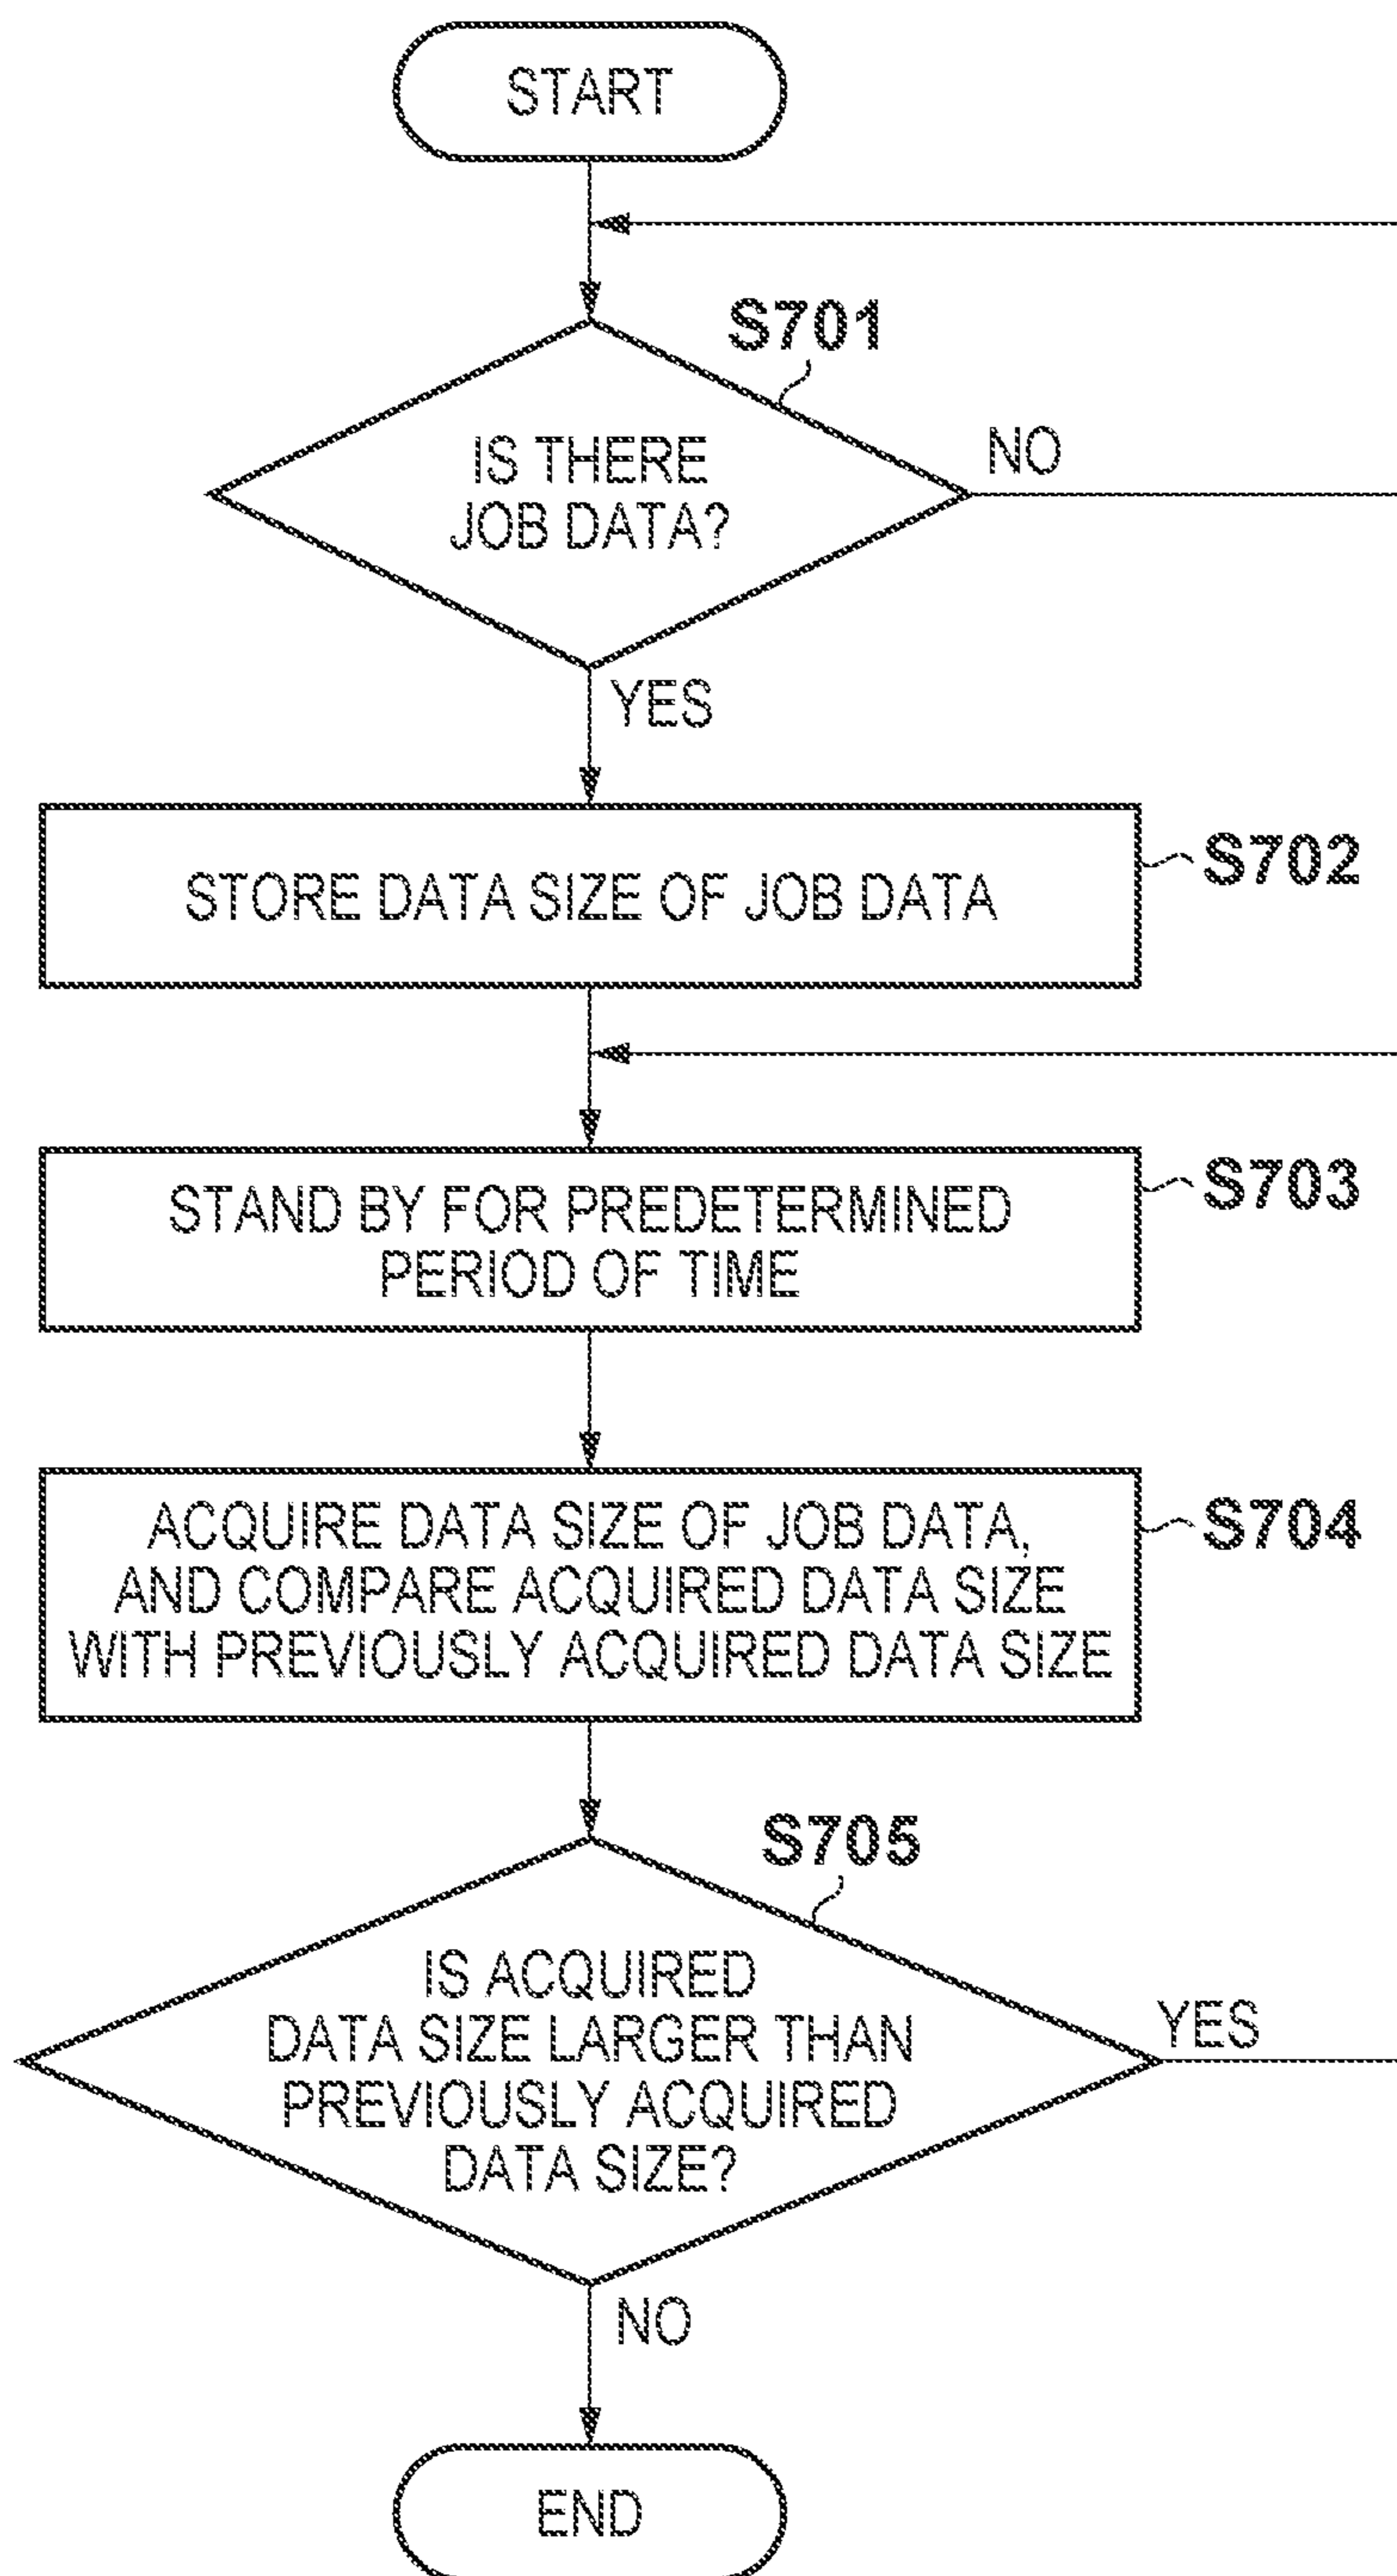 START
S701
IS THERE
JOB DATA?
NO
YES
STORE DATA SIZE OF JOB DATA
S702
STAND BY FOR PREDETERMINED
PERIOD OF TIME
S703
ACQUIRE DATA SIZE OF JOB DATA,
AND COMPARE ACQUIRED DATA SIZE
WITH PREVIOUSLY ACQUIRED DATA SIZE
S704
S705
IS ACQUIRED
DATA SIZE LARGER THAN
PREVIOUSLY ACQUIRED
DATA SIZE?
YES
NO
END